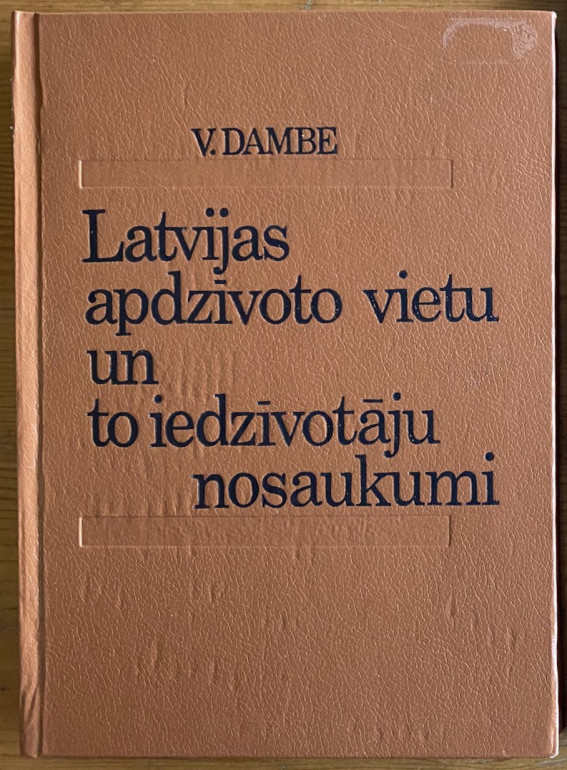 V. DAMBE
Latvijas
apdzīvoto vietu
un
to iedzīvotāju
nosaukumi